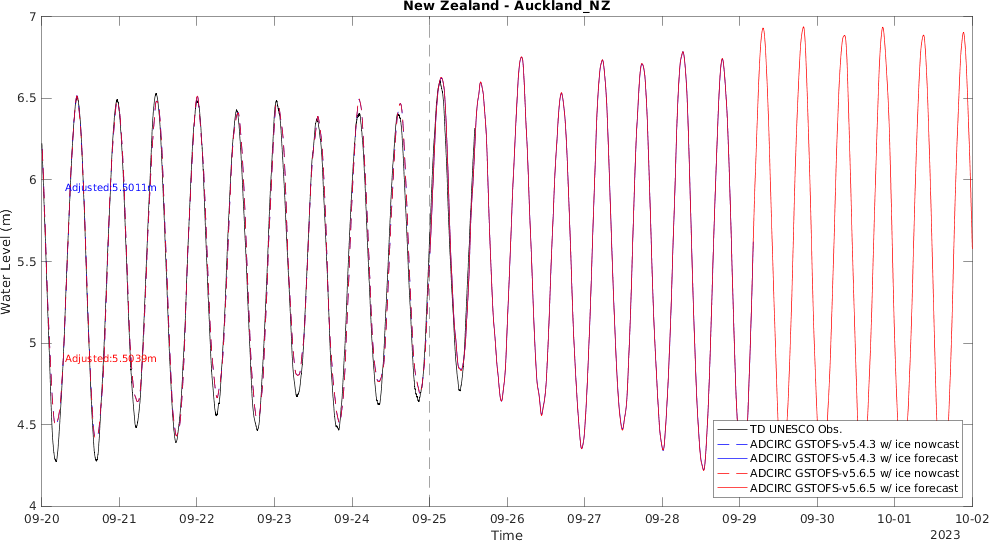 New Zealand - Auckland_NZ
Water Level (m)
7
6.5
6
5.5
5
4.5
4
Adjusted:5.5011m
Adjusted:5.5039m
TD UNESCO Obs.
ADCIRC GSTOFS-v5.4.3 w/ ice nowcast
ADCIRC GSTOFS-v5.4.3 w/ ice forecast
ADCIRC GSTOFS-v5.6.5 w/ ice nowcast
ADCIRC GSTOFS-v5.6.5 w/ ice forecast
09-20 09-21 09-22 09-23 09-24 09-25 09-26 09-27 09-28 09-29 09-30 10-01 10-02
Time
2023